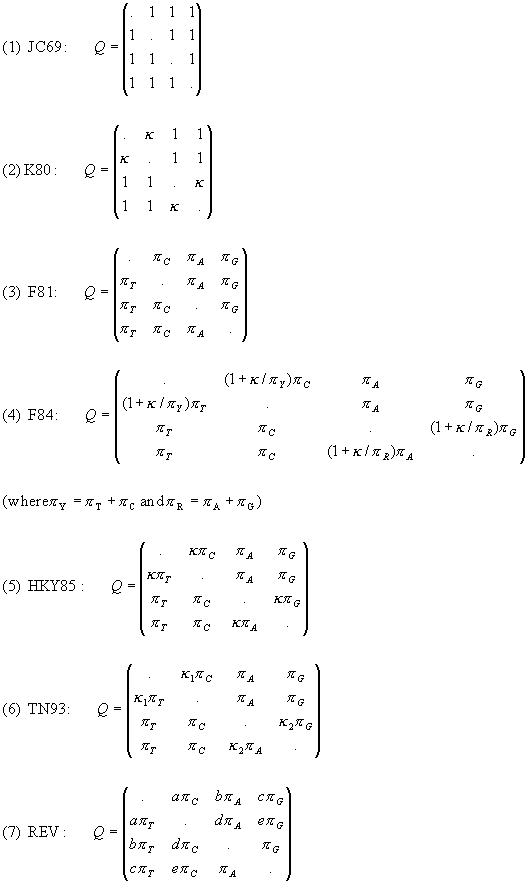 . 1 1 1
1 . 1 1
(1) JC69: Q =
1 1 . 1
1 1 1 .
. κ 1 1
κ . 1 1
(2) K80: Q =
1 1 . κ
1 1 κ .
. π_C π_A π_G
π_T . π_A π_G
(3) F81: Q =
π_T π_C . π_G
π_T π_C π_A .
. (1+κ/π_Y)π_C π_A π_G
(1+κ/π_Y)π_T . π_A π_G
(4) F84: Q =
π_T π_C . (1+κ/π_R)π_G
π_T π_C (1+κ/π_R)π_A .
(where π_Y = π_T + π_C and π_R = π_A + π_G)
. κπ_C π_A π_G
κπ_T . π_A π_G
(5) HKY85: Q =
π_T π_C . κπ_G
π_T π_C κπ_A .
. κ₁π_C π_A π_G
κ₁π_T . π_A π_G
(6) TN93: Q =
π_T π_C . κ₂π_G
π_T π_C κ₂π_A .
. aπ_C bπ_A cπ_G
aπ_T . dπ_A eπ_G
(7) REV: Q =
bπ_T dπ_C . π_G
cπ_T eπ_C π_A .